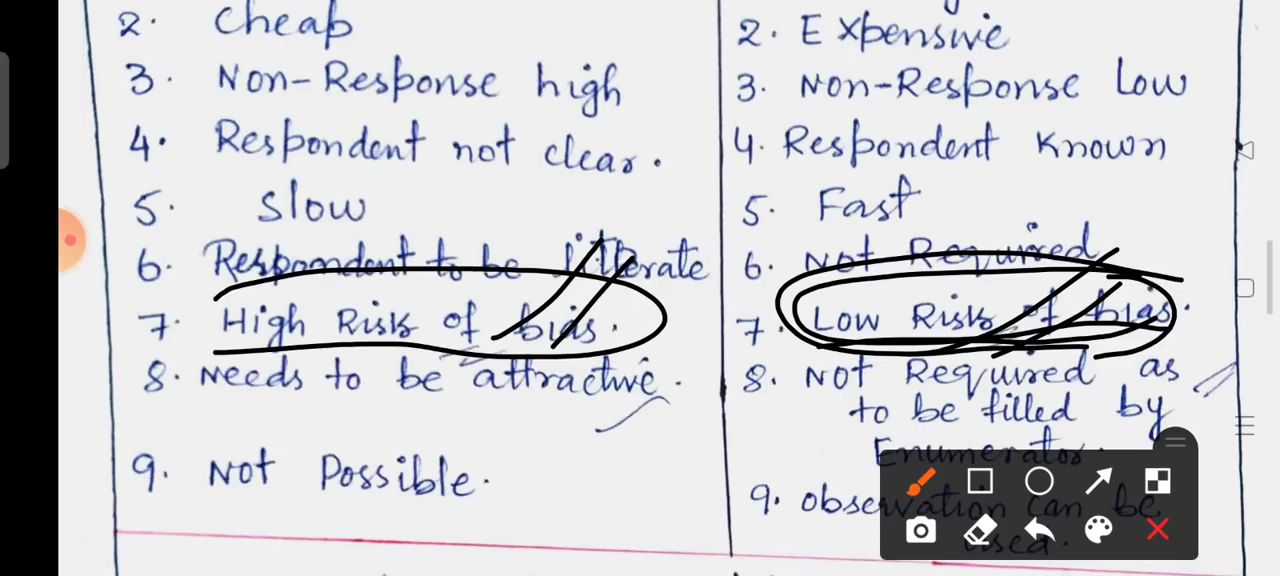 2. Cheap
3. Non-Response high
4. Respondent not clear.
5. Slow
6. Respondent to be litterate
7. High Risk of bias.
8. Needs to be attractive.
9. Not Possible.
2. Expensive
3. Non-Response Low
4. Respondent Known
5. Fast
6. Not Required
7. Low Risk of bias.
8. Not Required as
to be filled by
Enumerator.
9. Observation can be
used.